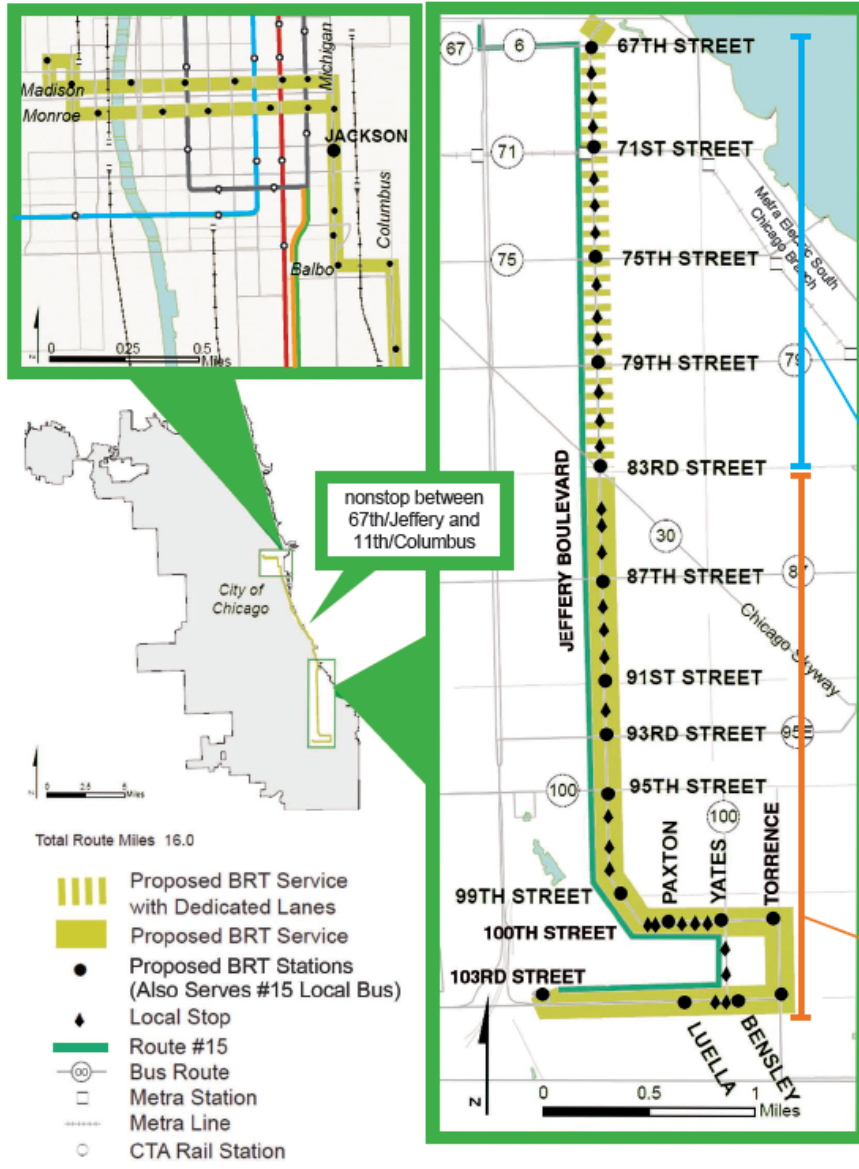 Michigan
Madison
Monroe
JACKSON
Columbus
Balbo
z
0 0.25 0.5
Miles
nonstop between
67th/Jeffery and
11th/Columbus
City of
Chicago
z
0 2.5 5
Miles
Total Route Miles 16.0
Proposed BRT Service
with Dedicated Lanes
Proposed BRT Service
Proposed BRT Stations
(Also Serves #15 Local Bus)
Local Stop
Route #15
00 Bus Route
Metra Station
Metra Line
CTA Rail Station
67 6 67TH STREET
71 71ST STREET
Metra Electric South
Chicago Branch
75 75TH STREET
79TH STREET 79
83RD STREET
JEFFERY BOULEVARD
30
87TH STREET 87
Chicago Skyway
91ST STREET
93RD STREET 95
100 95TH STREET
100
PAXTON
YATES
TORRENCE
99TH STREET
100TH STREET
103RD STREET
LUELLA
BENSLEY
z
0 0.5 1
Miles